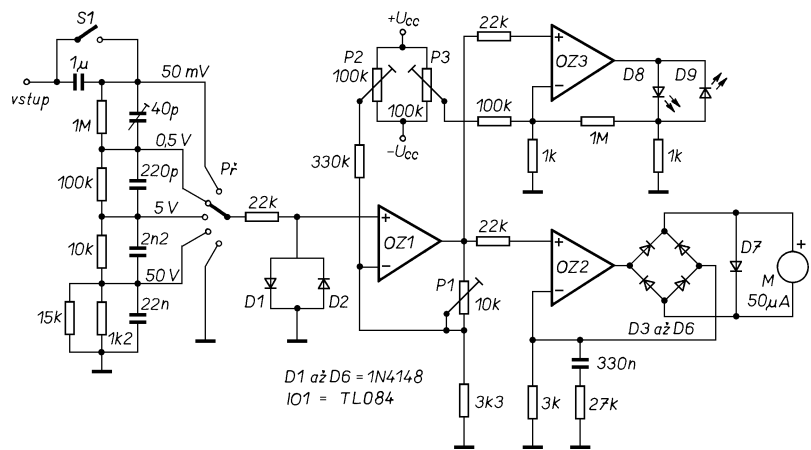 S1
+Ucc
22k
+
OZ3
−
D8
D9
P2
100k
P3
100k
1µ
50 mV
vstup
1M
40p
0,5 V
Př
100k
1M
−Ucc
330k
1k
1k
100k
220p
22k
5 V
22k
+
OZ1
−
+
OZ2
−
D7
+
M
50µA
10k
2n2
50 V
D1
D2
P1
10k
15k
1k2
22n
D3 až D6
330n
D1 až D6 = 1N4148
IO1 = TL084
3k3
3k
27k